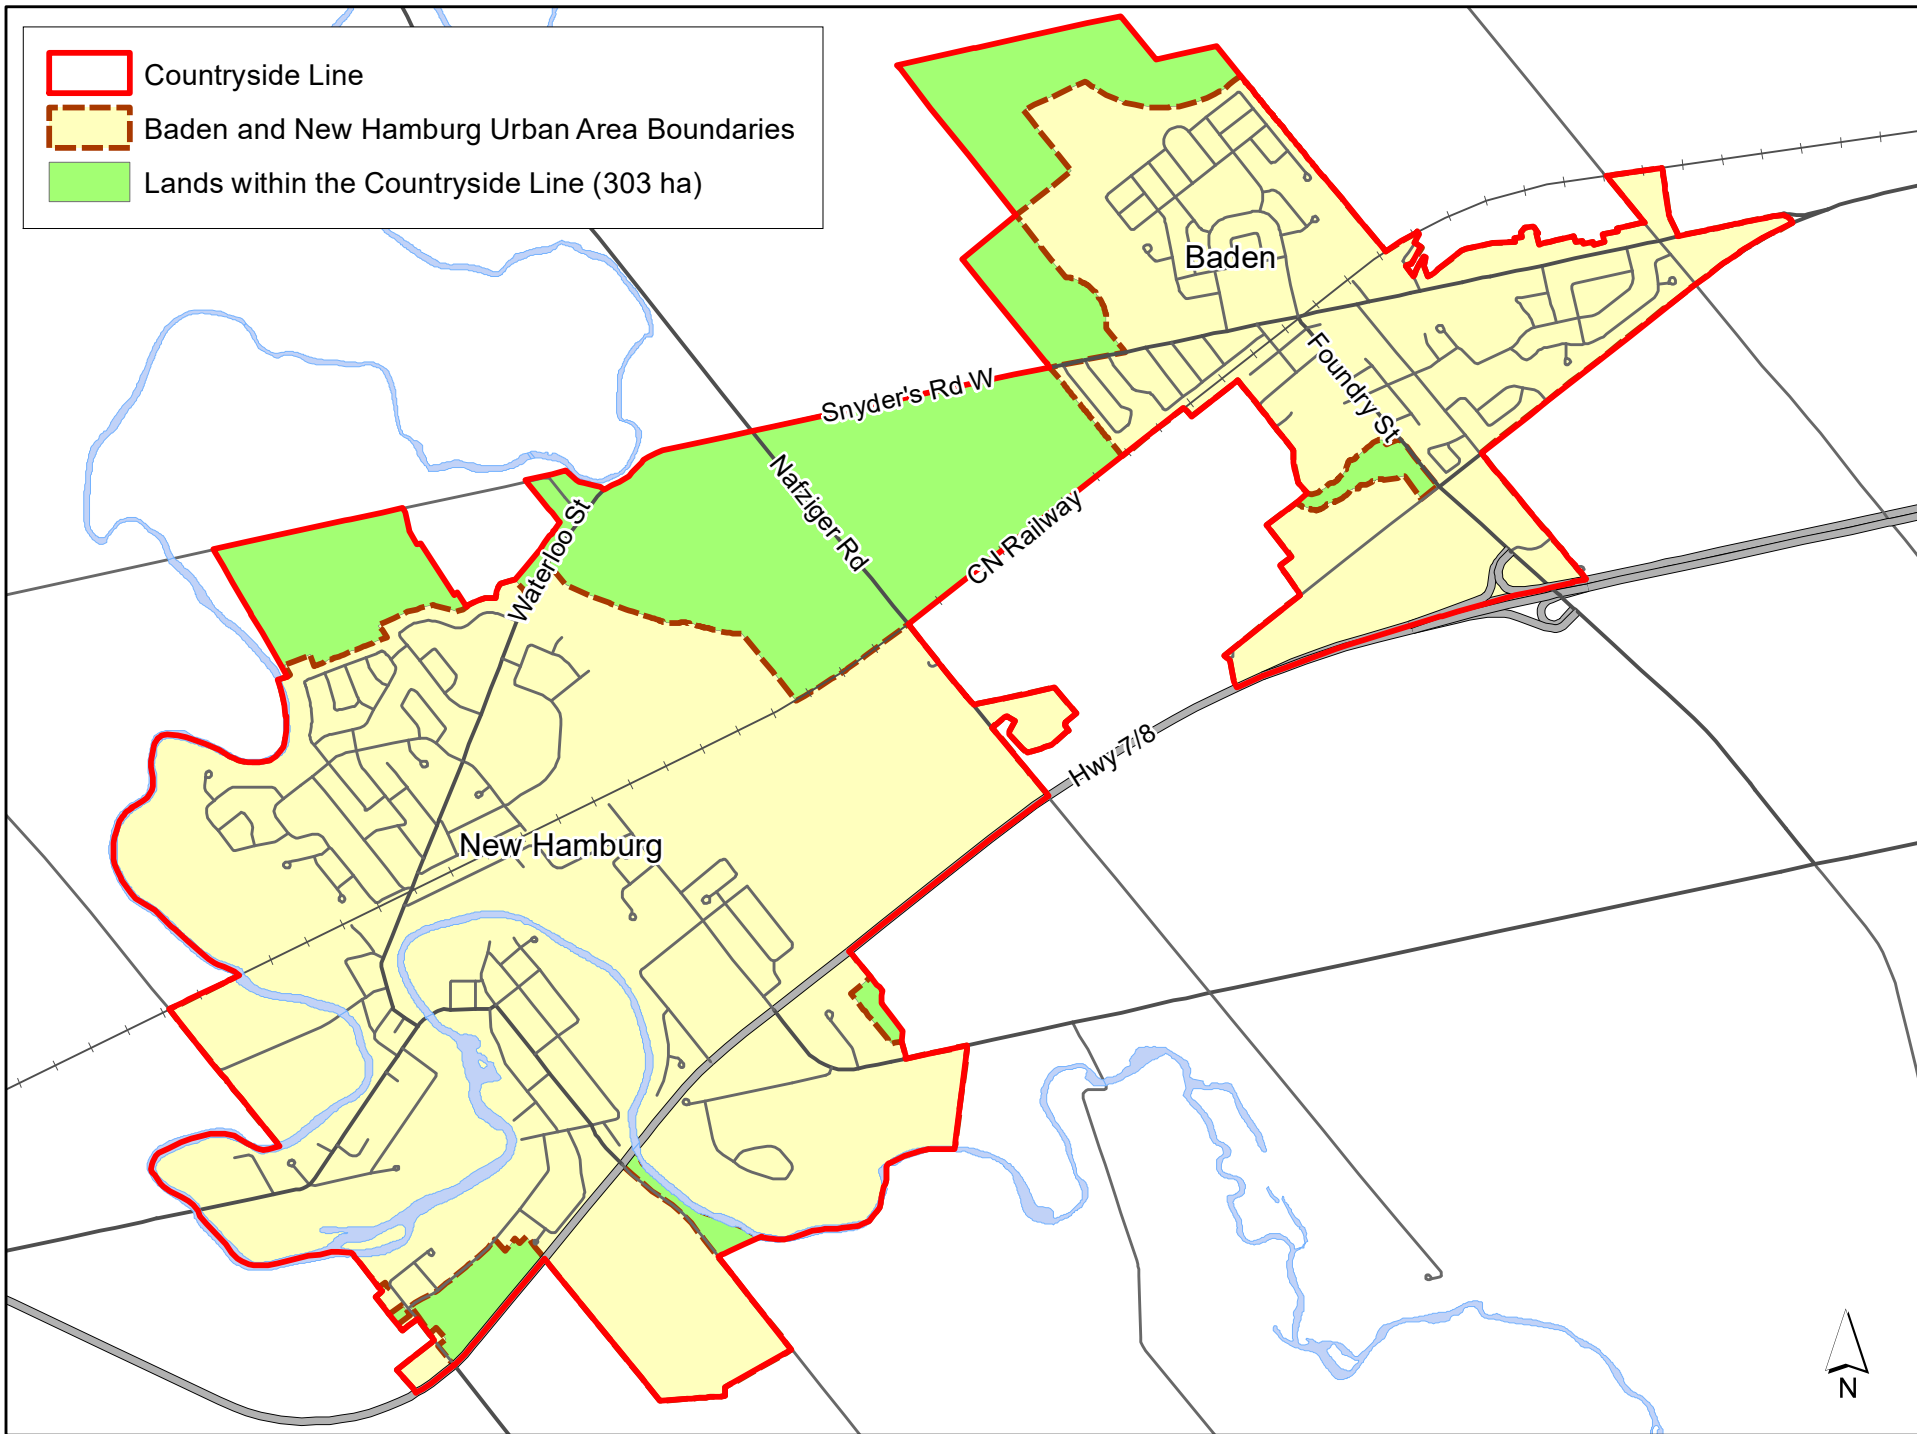 Countryside Line
Baden and New Hamburg Urban Area Boundaries
Lands within the Countryside Line (303 ha)
Baden
Foundry St
Snyder's Rd W
Nafziger Rd
CN Railway
Waterloo St
Hwy 7/8
New Hamburg
N